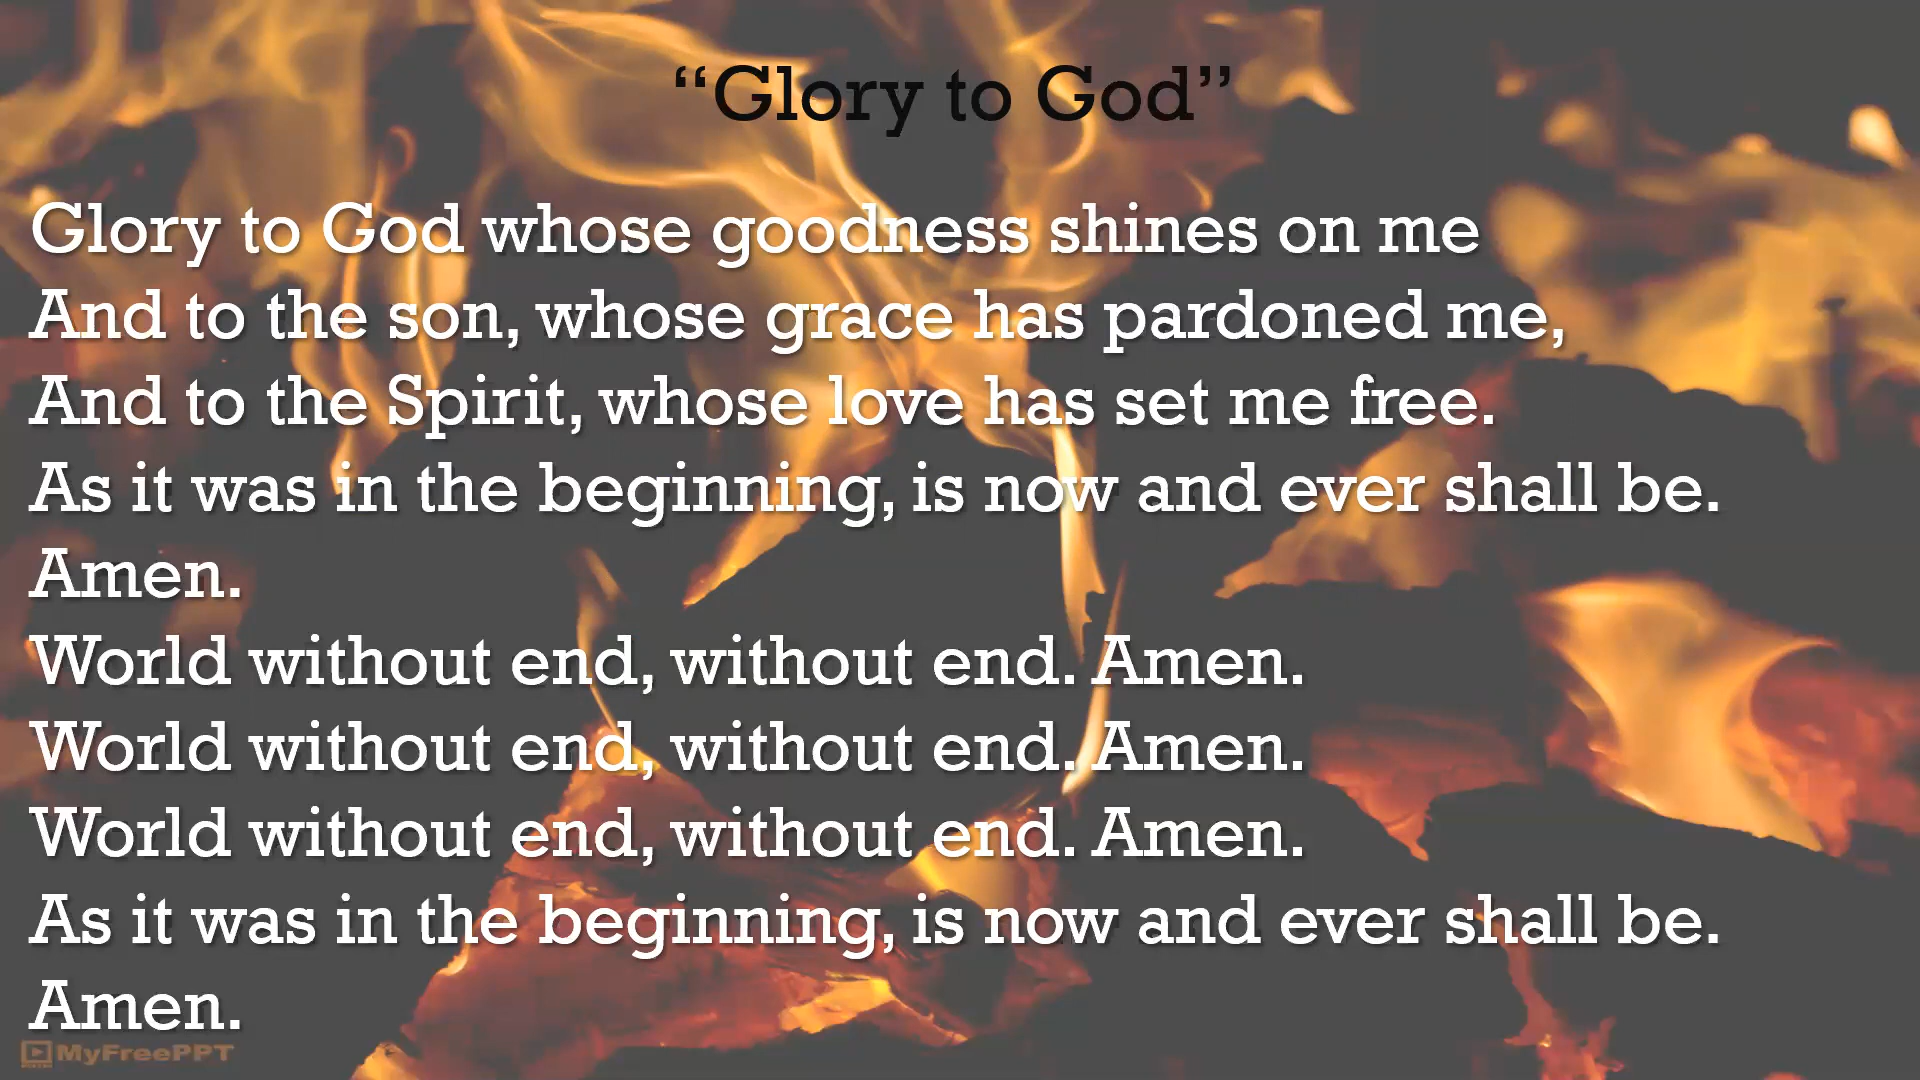 “Glory to God”
Glory to God whose goodness shines on me
And to the son, whose grace has pardoned me,
And to the Spirit, whose love has set me free.
As it was in the beginning, is now and ever shall be.
Amen.
World without end, without end. Amen.
World without end, without end. Amen.
World without end, without end. Amen.
As it was in the beginning, is now and ever shall be.
Amen.
MyFreePPT